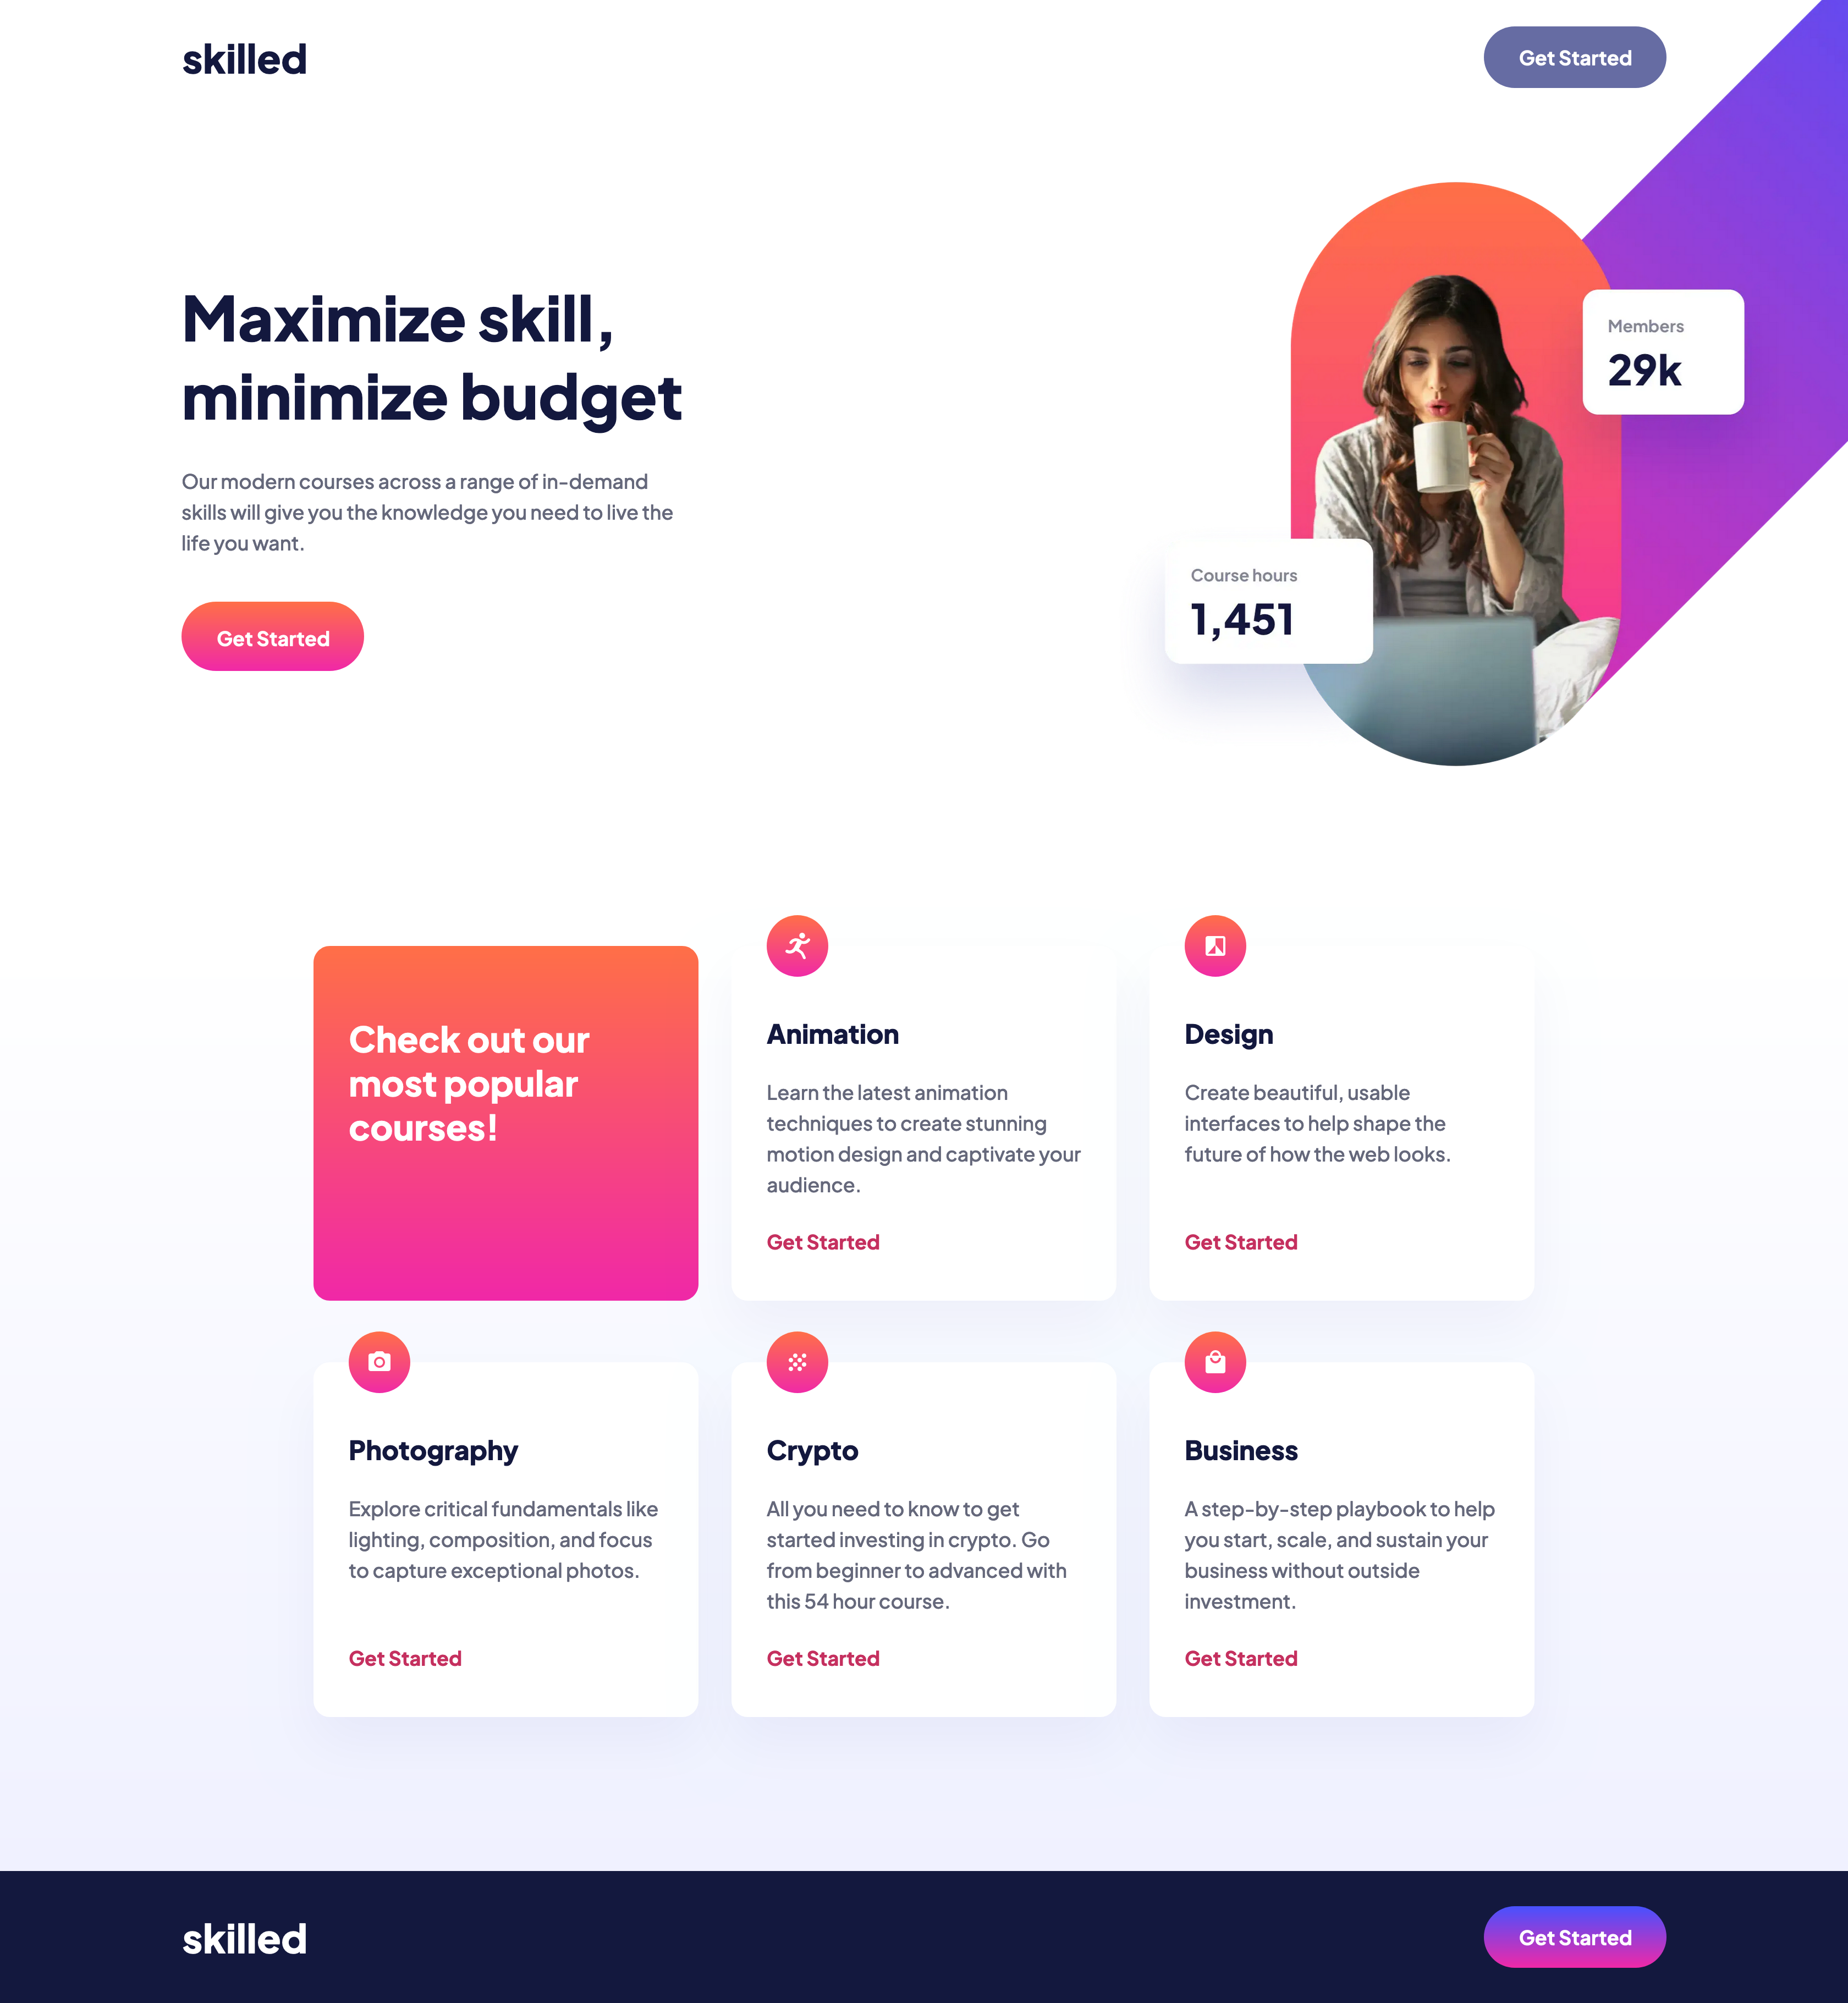 skilled
Get Started
Maximize skill,
minimize budget
Our modern courses across a range of in-demand
skills will give you the knowledge you need to live the
life you want.
Get Started
Members
29k
Course hours
1,451
Check out our
most popular
courses!
Animation
Learn the latest animation
techniques to create stunning
motion design and captivate your
audience.
Get Started
Design
Create beautiful, usable
interfaces to help shape the
future of how the web looks.
Get Started
Photography
Explore critical fundamentals like
lighting, composition, and focus
to capture exceptional photos.
Get Started
Crypto
All you need to know to get
started investing in crypto. Go
from beginner to advanced with
this 54 hour course.
Get Started
Business
A step-by-step playbook to help
you start, scale, and sustain your
business without outside
investment.
Get Started
skilled
Get Started